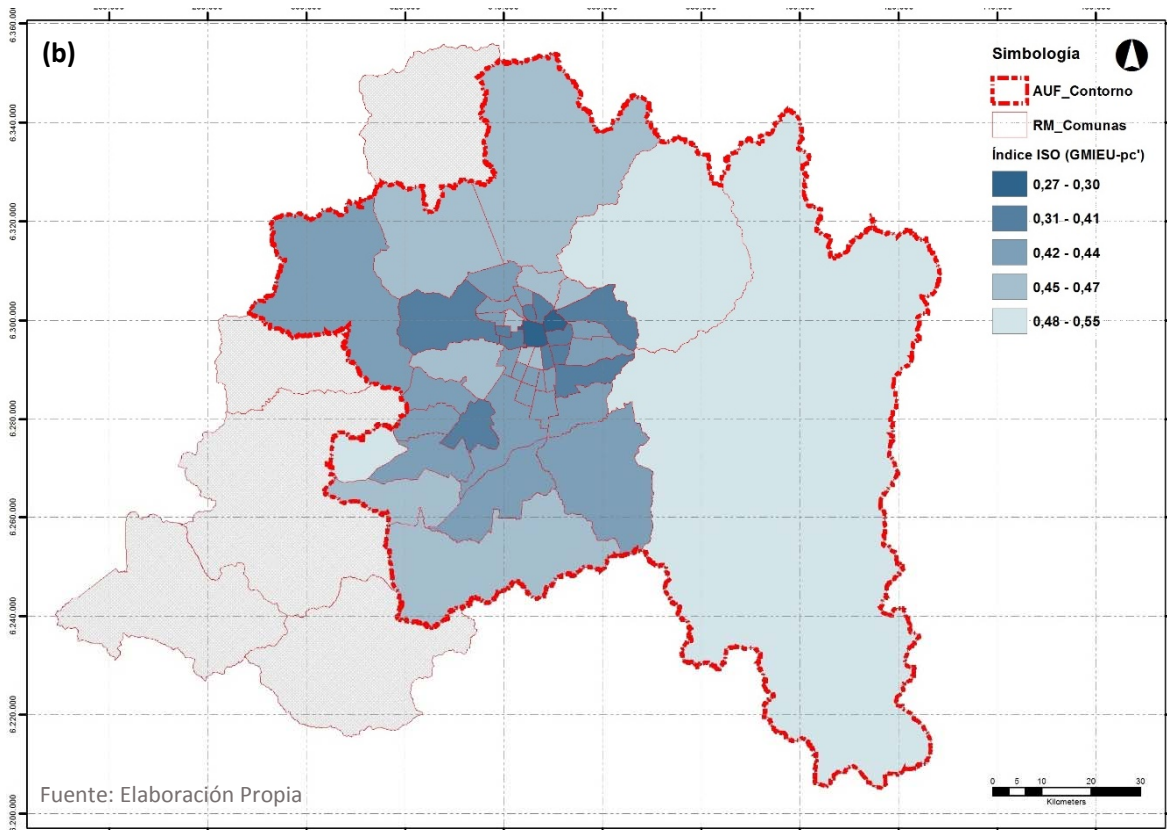 (b)
Simbología
AUF_Contorno
RM_Comunas
Índice ISO (GMIEU-pc')
0,27 - 0,30
0,31 - 0,41
0,42 - 0,44
0,45 - 0,47
0,48 - 0,55
6.340.000
6.320.000
6.300.000
6.280.000
6.260.000
6.240.000
6.220.000
Fuente: Elaboración Propia
0 5 10 20 30
Kilometers